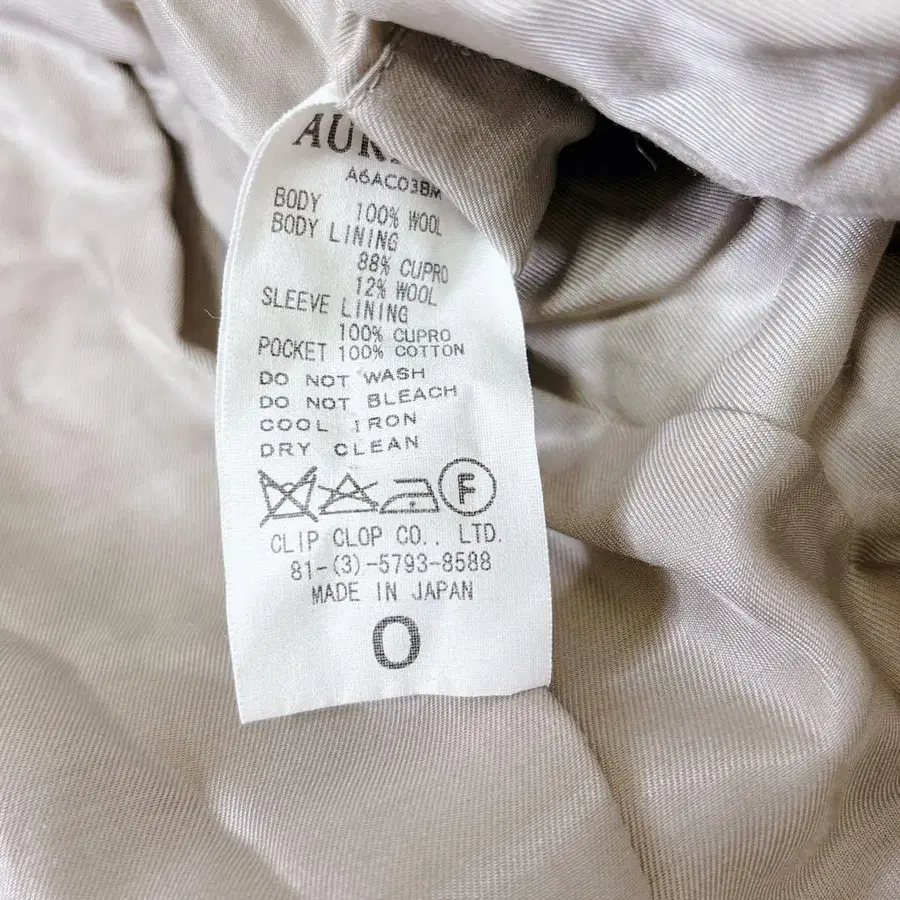 A6AC03BM
BODY 100% WOOL
BODY LINING
88% CUPRO
12% WOOL
SLEEVE LINING
100% CUPRO
POCKET 100% COTTON
DO NOT WASH
DO NOT BLEACH
COOL IRON
DRY CLEAN
F
CLIP CLOP CO., LTD.
81-(3)-5793-8588
MADE IN JAPAN
0